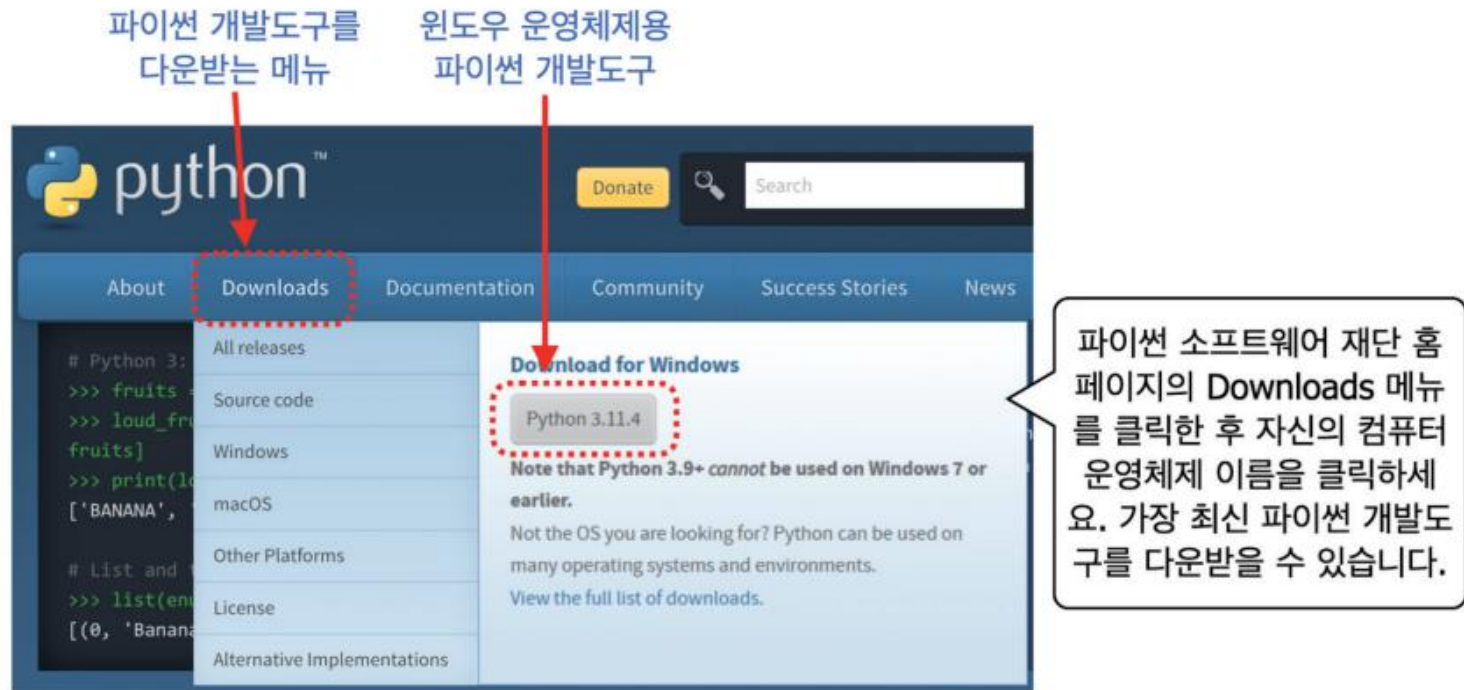 파이썬 개발도구를
다운받는 메뉴
윈도우 운영체제용
파이썬 개발도구
python™
Donate
Search
About Downloads Documentation Community Success Stories News
# Python 3:
>>> fruits =
>>> loud_fru
fruits]
>>> print(lo
['BANANA', '
# List and t
>>> list(enu
[(0, 'Banana
All releases
Source code
Windows
macOS
Other Platforms
License
Alternative Implementations
Download for Windows
Python 3.11.4
Note that Python 3.9+ cannot be used on Windows 7 or
earlier.
Not the OS you are looking for? Python can be used on
many operating systems and environments.
View the full list of downloads.
파이썬 소프트웨어 재단 홈
페이지의 Downloads 메뉴
를 클릭한 후 자신의 컴퓨터
운영체제 이름을 클릭하세
요. 가장 최신 파이썬 개발도
구를 다운받을 수 있습니다.